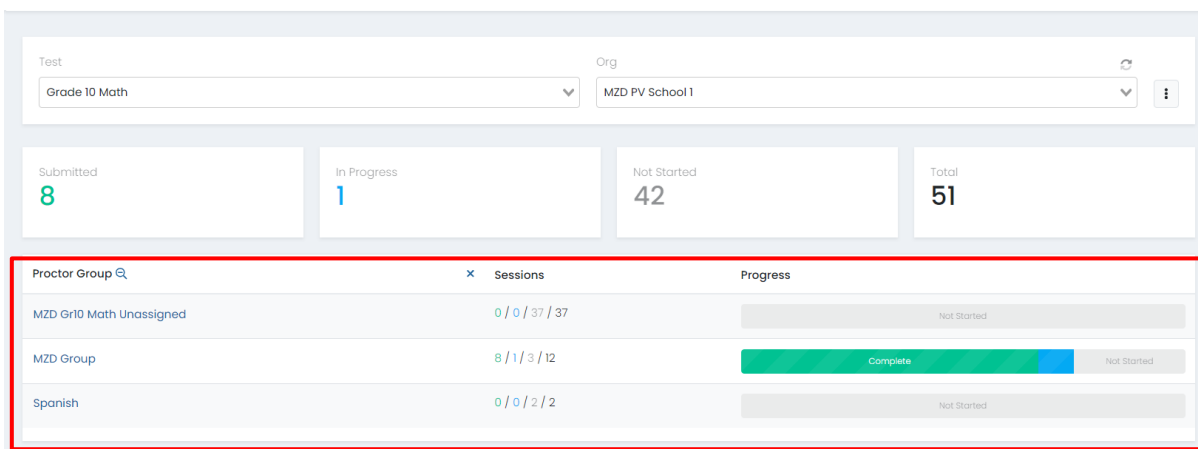 Test Org
Grade 10 Math MZD PV School 1
Submitted In Progress Not Started Total
8 1 42 51
Proctor Group × Sessions Progress
MZD Gr10 Math Unassigned 0 / 0 / 37 / 37 Not Started
MZD Group 8 / 1 / 3 / 12 Complete Not Started
Spanish 0 / 0 / 2 / 2 Not Started